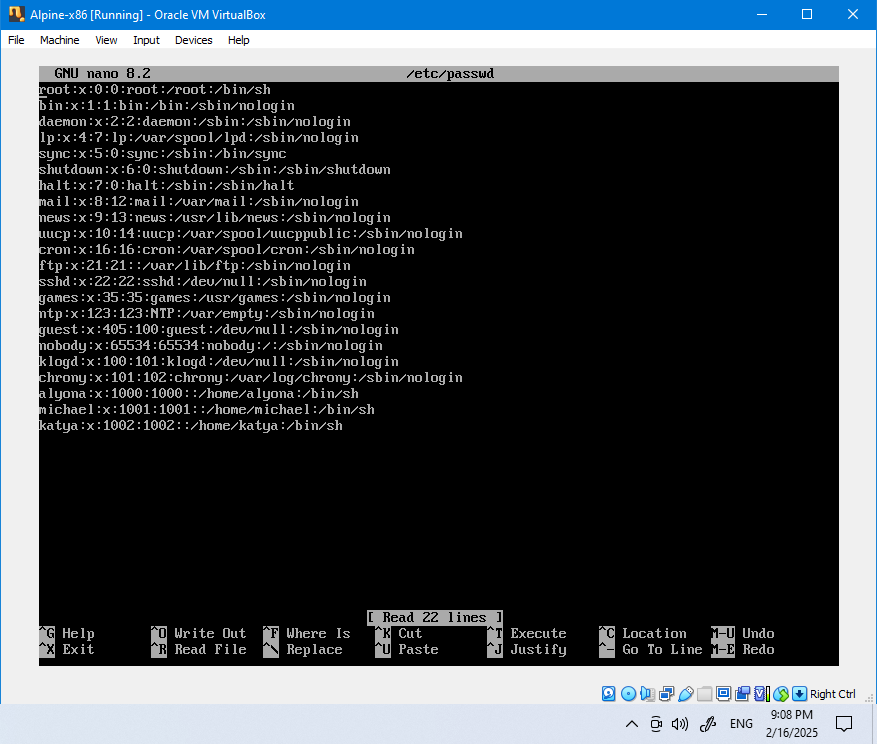 Alpine-x86 [Running] - Oracle VM VirtualBox
File Machine View Input Devices Help
GNU nano 8.2 /etc/passwd
root:x:0:0:root:/root:/bin/sh
bin:x:1:1:bin:/bin:/sbin/nologin
daemon:x:2:2:daemon:/sbin:/sbin/nologin
lp:x:4:7:lp:/var/spool/lpd:/sbin/nologin
sync:x:5:0:sync:/sbin:/bin/sync
shutdown:x:6:0:shutdown:/sbin:/sbin/shutdown
halt:x:7:0:halt:/sbin:/sbin/halt
mail:x:8:12:mail:/var/mail:/sbin/nologin
news:x:9:13:news:/usr/lib/news:/sbin/nologin
uucp:x:10:14:uucp:/var/spool/uucppublic:/sbin/nologin
cron:x:16:16:cron:/var/spool/cron:/sbin/nologin
ftp:x:21:21::/var/lib/ftp:/sbin/nologin
sshd:x:22:22:sshd:/dev/null:/sbin/nologin
games:x:35:35:games:/usr/games:/sbin/nologin
ntp:x:123:123:NTP:/var/empty:/sbin/nologin
guest:x:405:100:guest:/dev/null:/sbin/nologin
nobody:x:65534:65534:nobody:/:/sbin/nologin
klogd:x:100:101:klogd:/dev/null:/sbin/nologin
chrony:x:101:102:chrony:/var/log/chrony:/sbin/nologin
alyona:x:1000:1000::/home/alyona:/bin/sh
michael:x:1001:1001::/home/michael:/bin/sh
katya:x:1002:1002::/home/katya:/bin/sh
[ Read 22 lines ]
^G Help ^O Write Out ^F Where Is ^K Cut ^T Execute ^C Location M-U Undo
^X Exit ^R Read File ^\ Replace ^U Paste ^J Justify ^- Go To Line M-E Redo
Right Ctrl
ENG 9:08 PM
2/16/2025